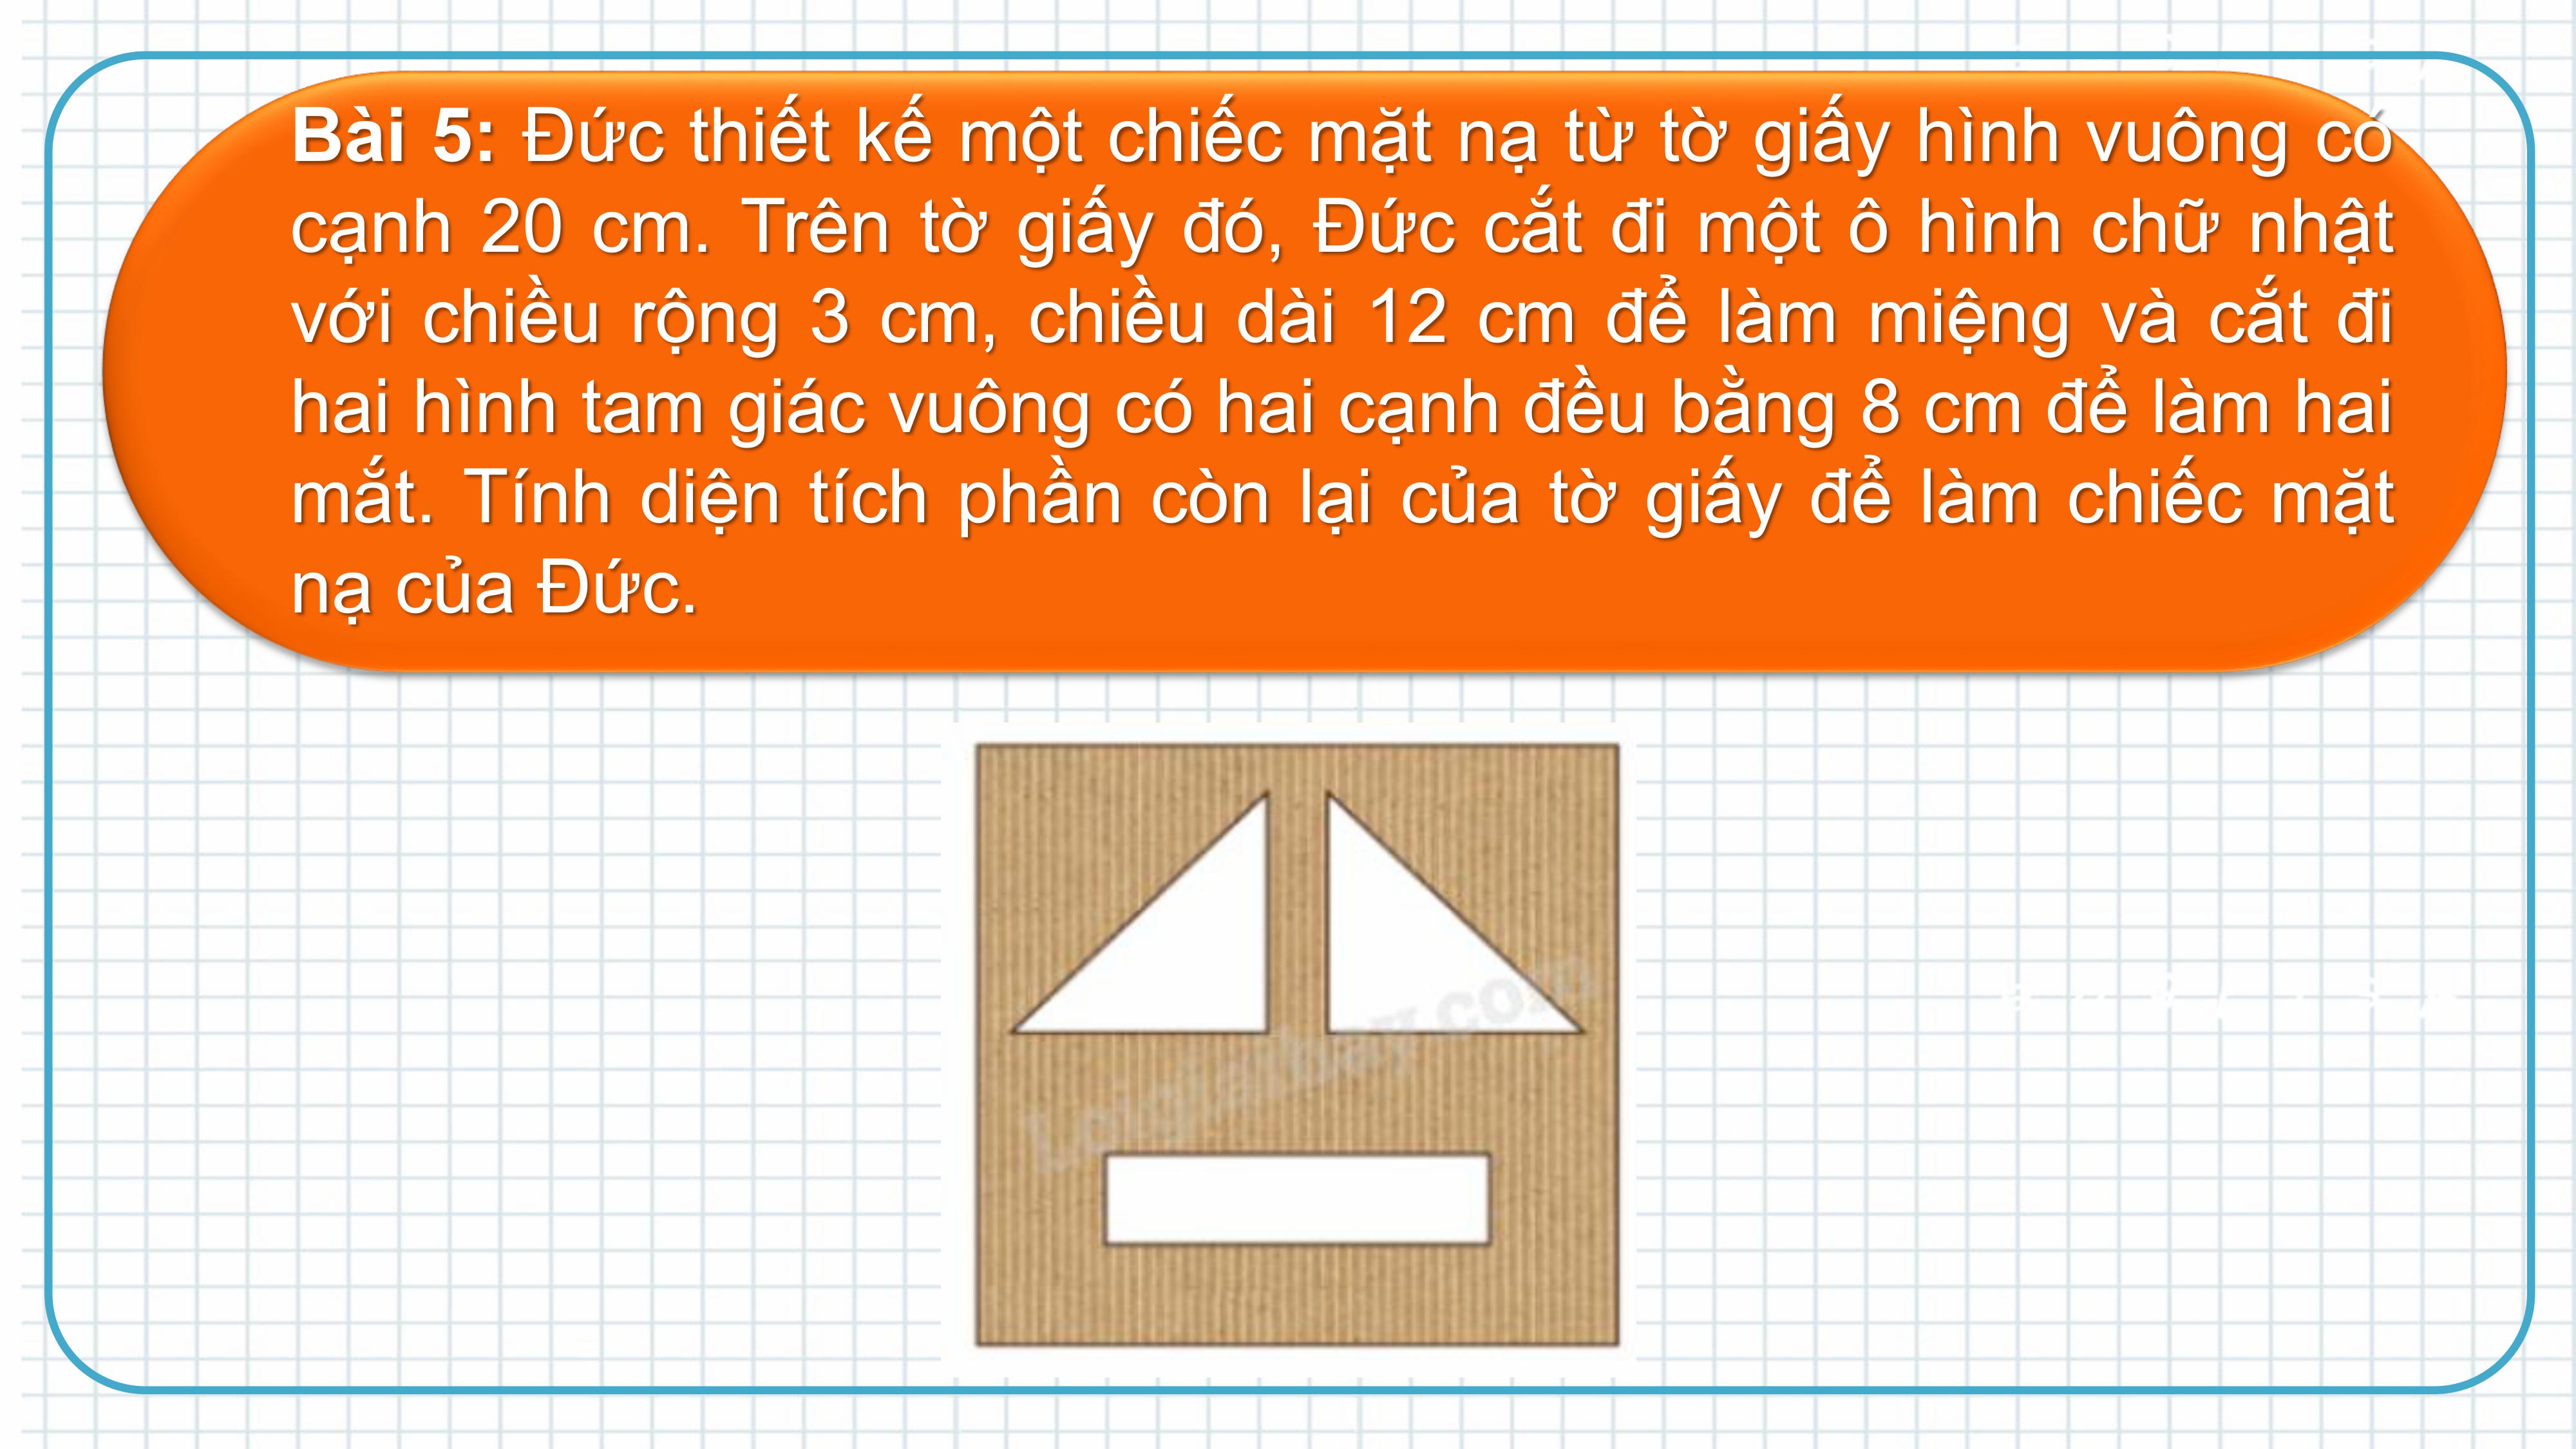 Bài 5: Đức thiết kế một chiếc mặt nạ từ tờ giấy hình vuông có
cạnh 20 cm. Trên tờ giấy đó, Đức cắt đi một ô hình chữ nhật
với chiều rộng 3 cm, chiều dài 12 cm để làm miệng và cắt đi
hai hình tam giác vuông có hai cạnh đều bằng 8 cm để làm hai
mắt. Tính diện tích phần còn lại của tờ giấy để làm chiếc mặt
nạ của Đức.
Loigiaihay.com